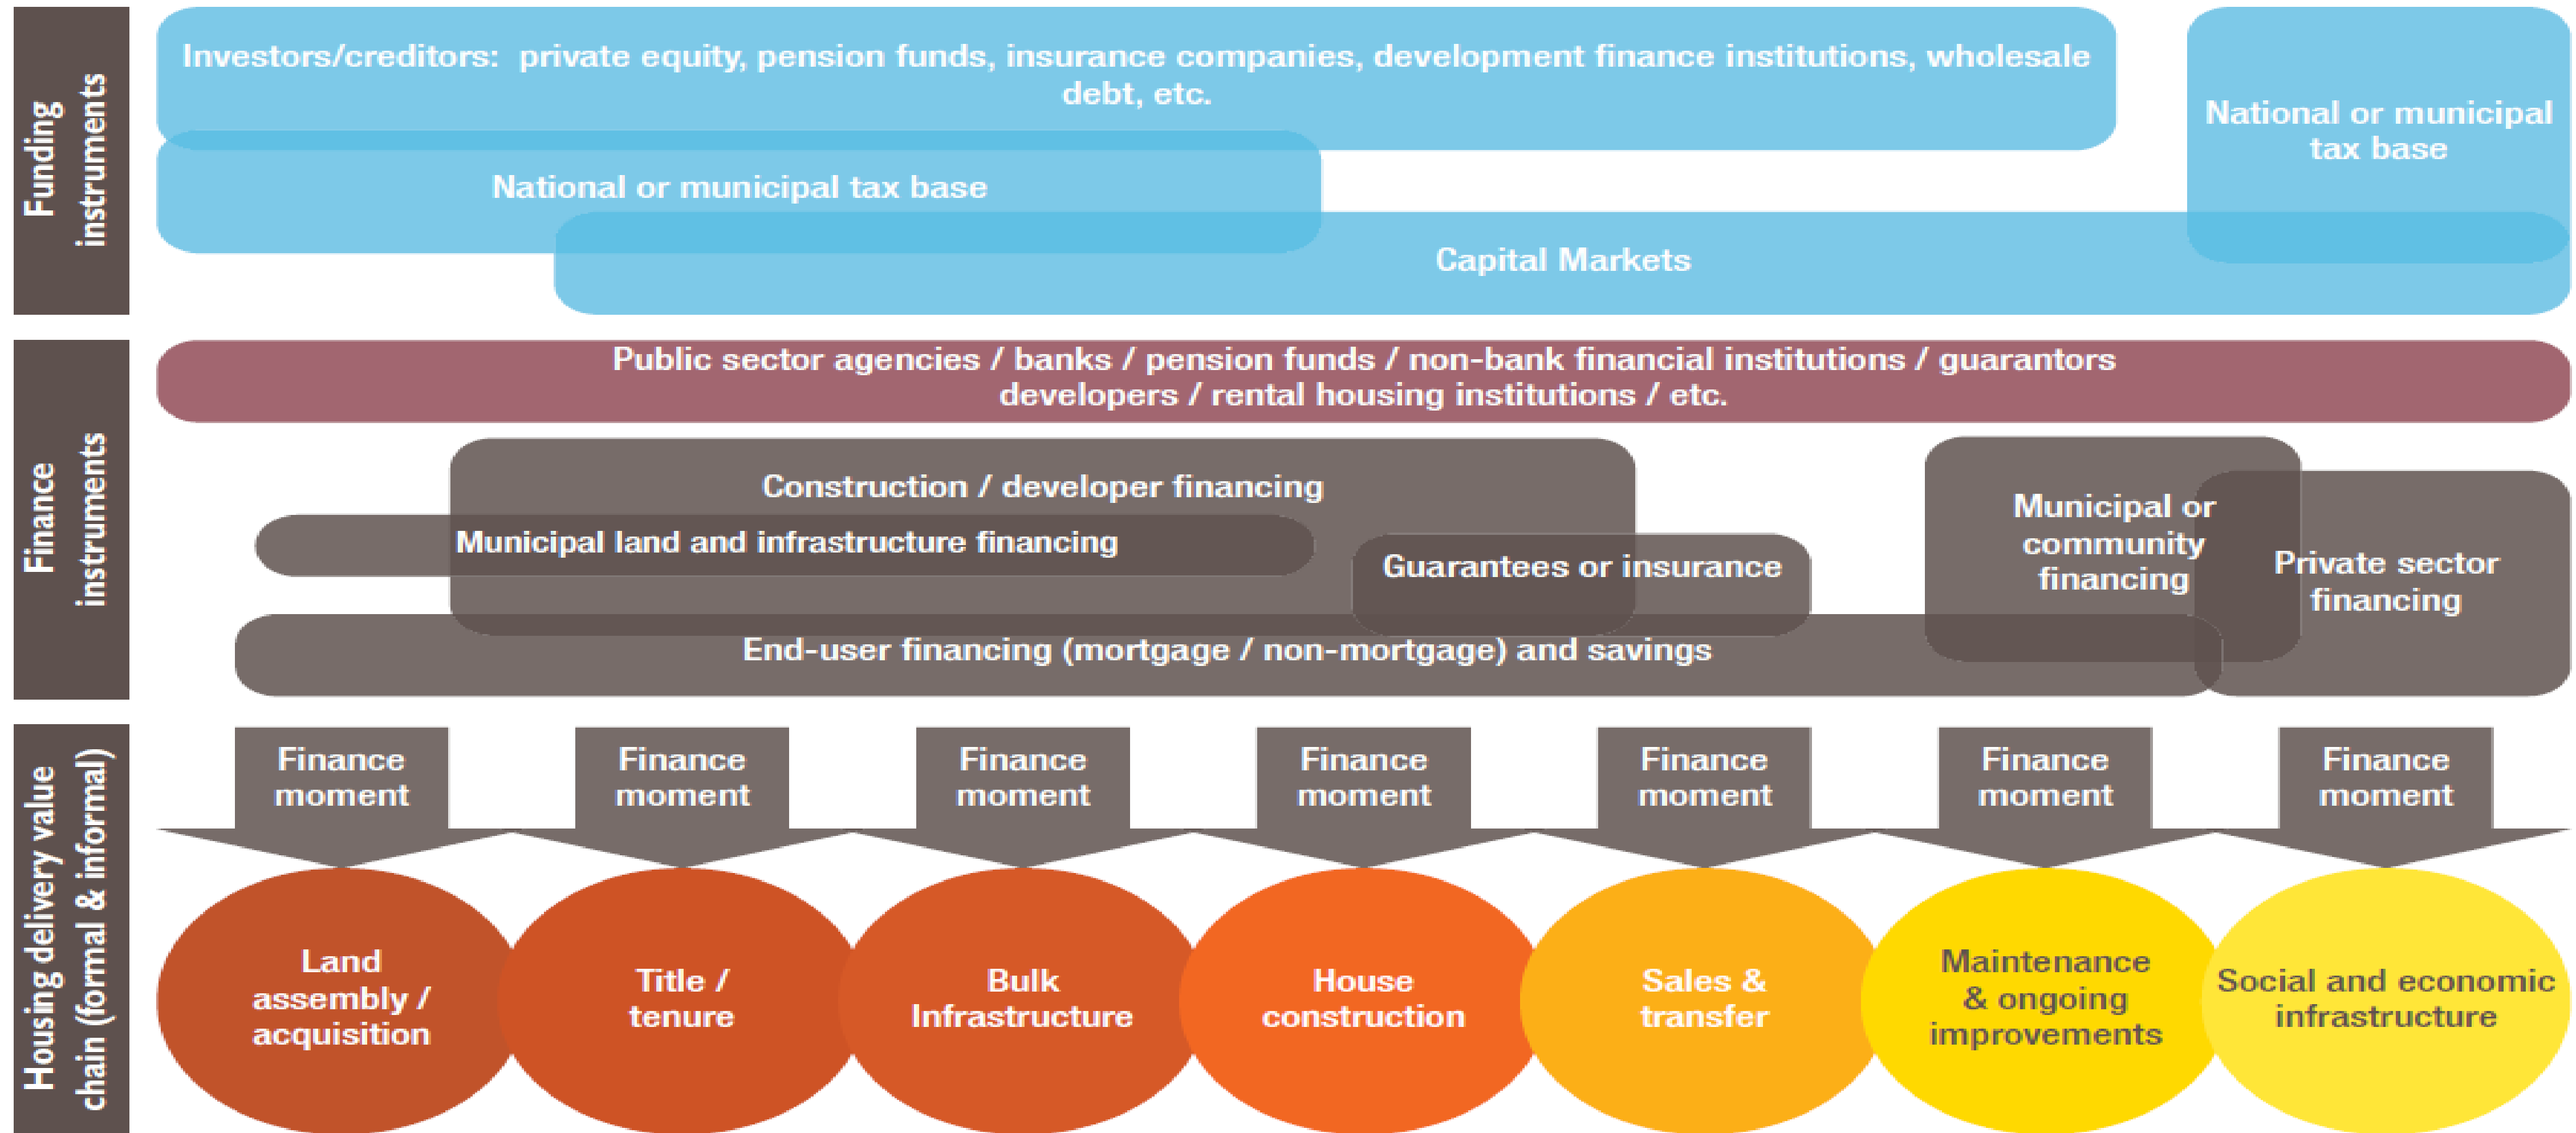 Funding
instruments
Investors/creditors: private equity, pension funds, insurance companies, development finance institutions, wholesale
debt, etc.
National or municipal
tax base
National or municipal tax base
Capital Markets
Finance
instruments
Public sector agencies / banks / pension funds / non-bank financial institutions / guarantors
developers / rental housing institutions / etc.
Construction / developer financing
Municipal land and infrastructure financing
Guarantees or insurance
Municipal or
community
financing
Private sector
financing
End-user financing (mortgage / non-mortgage) and savings
Housing delivery value
chain (formal & informal)
Finance
moment
Finance
moment
Finance
moment
Finance
moment
Finance
moment
Finance
moment
Finance
moment
Land
assembly /
acquisition
Title /
tenure
Bulk
Infrastructure
House
construction
Sales &
transfer
Maintenance
& ongoing
improvements
Social and economic
infrastructure